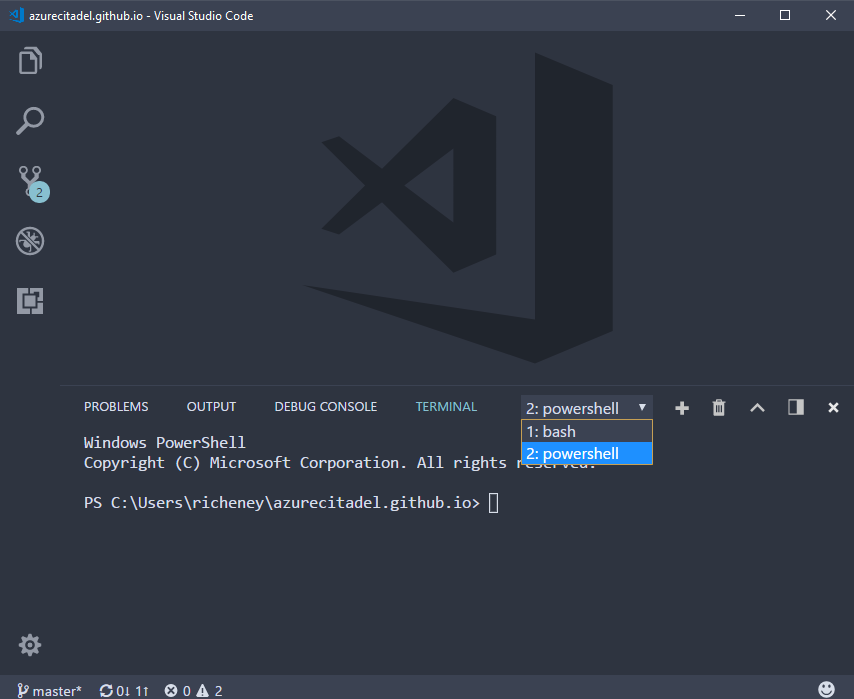 azurecitadel.github.io - Visual Studio Code
2
PROBLEMS OUTPUT DEBUG CONSOLE TERMINAL 2: powershell
1: bash
2: powershell
Windows PowerShell
Copyright (C) Microsoft Corporation. All rights reserved.
PS C:\Users\richeney\azurecitadel.github.io>
master* 0↓ 1↑ 0 2